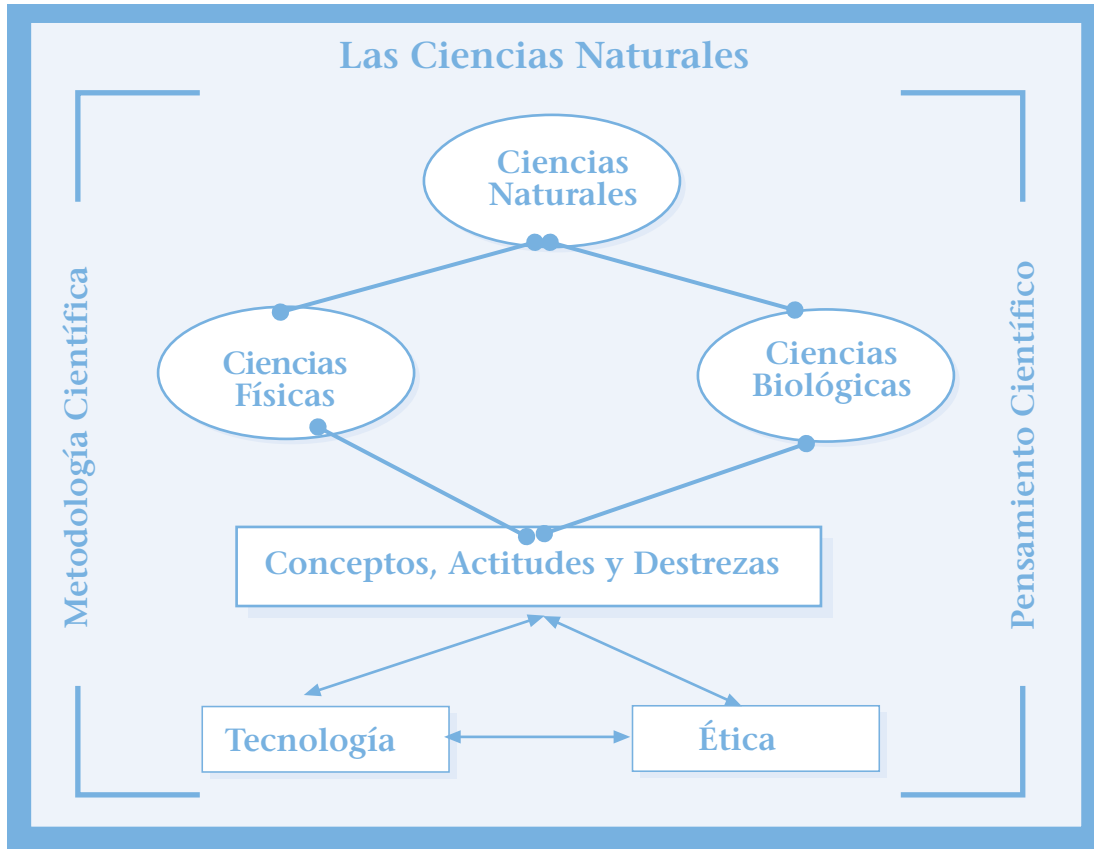 Las Ciencias Naturales
Ciencias
Naturales
Metodología Científica
Pensamiento Científico
Ciencias
Físicas
Ciencias
Biológicas
Conceptos, Actitudes y Destrezas
Tecnología
Ética